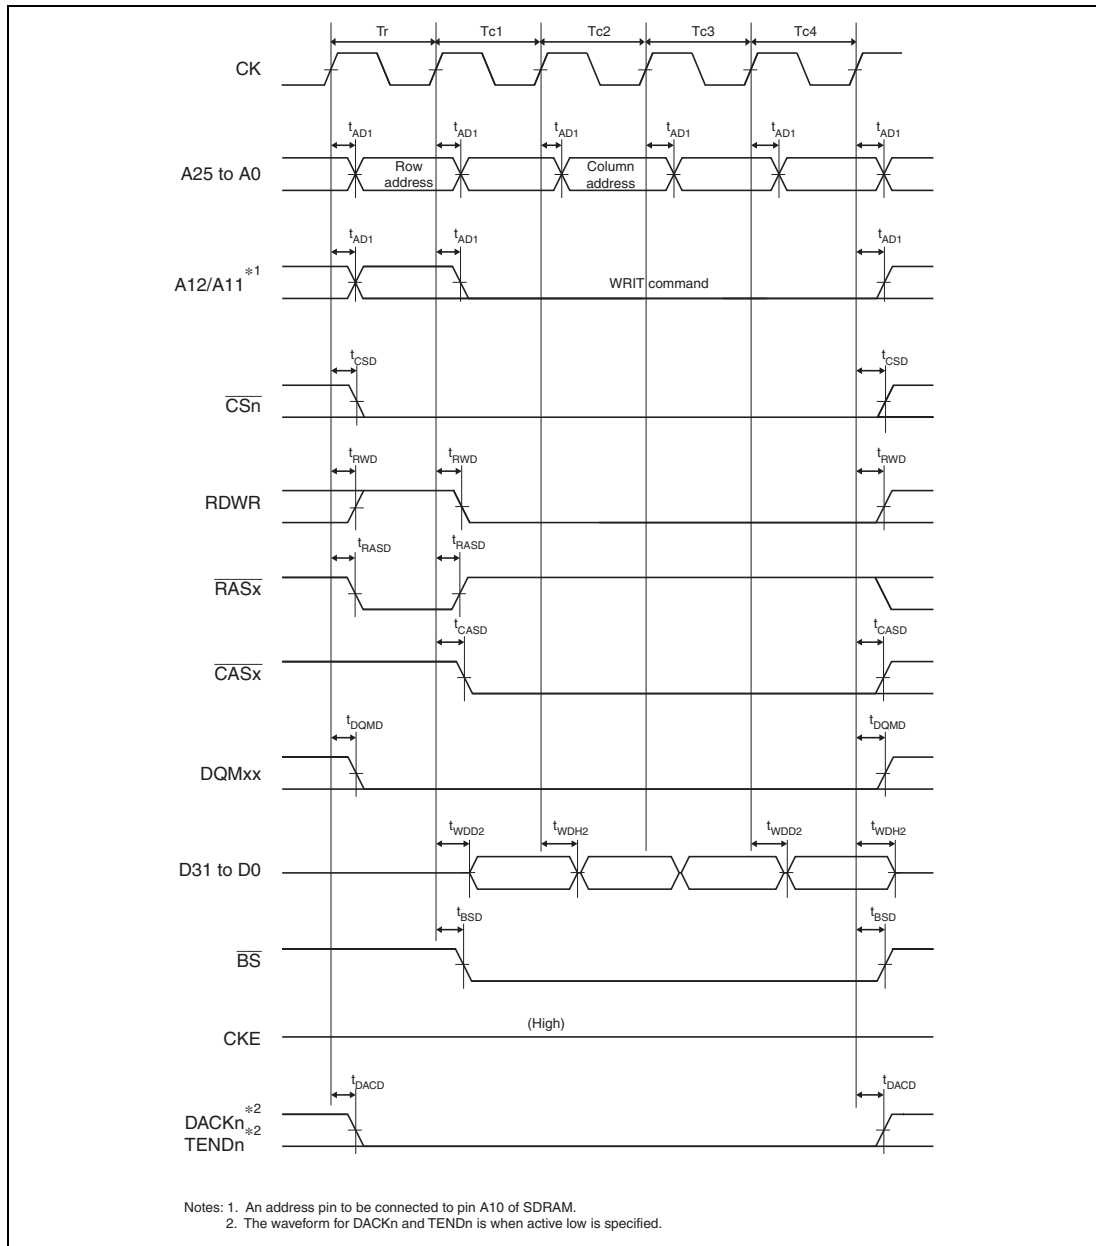 Tr Tc1 Tc2 Tc3 Tc4
CK
tAD1 tAD1 tAD1 tAD1 tAD1 tAD1
A25 to A0
Row address
Column address
tAD1 tAD1 tAD1
A12/A11*1
WRIT command
tCSD tCSD
CSn
tRWD tRWD tRWD
RDWR
tRASD tRASD
RASx
tCASD tCASD
CASx
tDQMD tDQMD
DQMxx
tWDD2 tWDH2 tWDD2 tWDH2
D31 to D0
tBSD tBSD
BS
(High)
CKE
tDACD tDACD
DACKn*2
TENDn*2
Notes: 1. An address pin to be connected to pin A10 of SDRAM.
2. The waveform for DACKn and TENDn is when active low is specified.